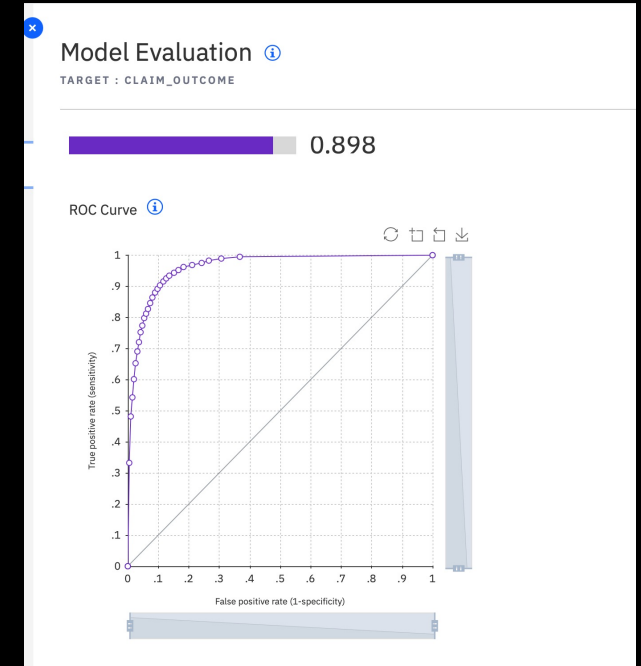 Model Evaluation
TARGET : CLAIM_OUTCOME
0.898
ROC Curve
1
.9
.8
.7
.6
.5
.4
.3
.2
.1
0
True positive rate (sensitivity)
0 .1 .2 .3 .4 .5 .6 .7 .8 .9 1
False positive rate (1-specificity)